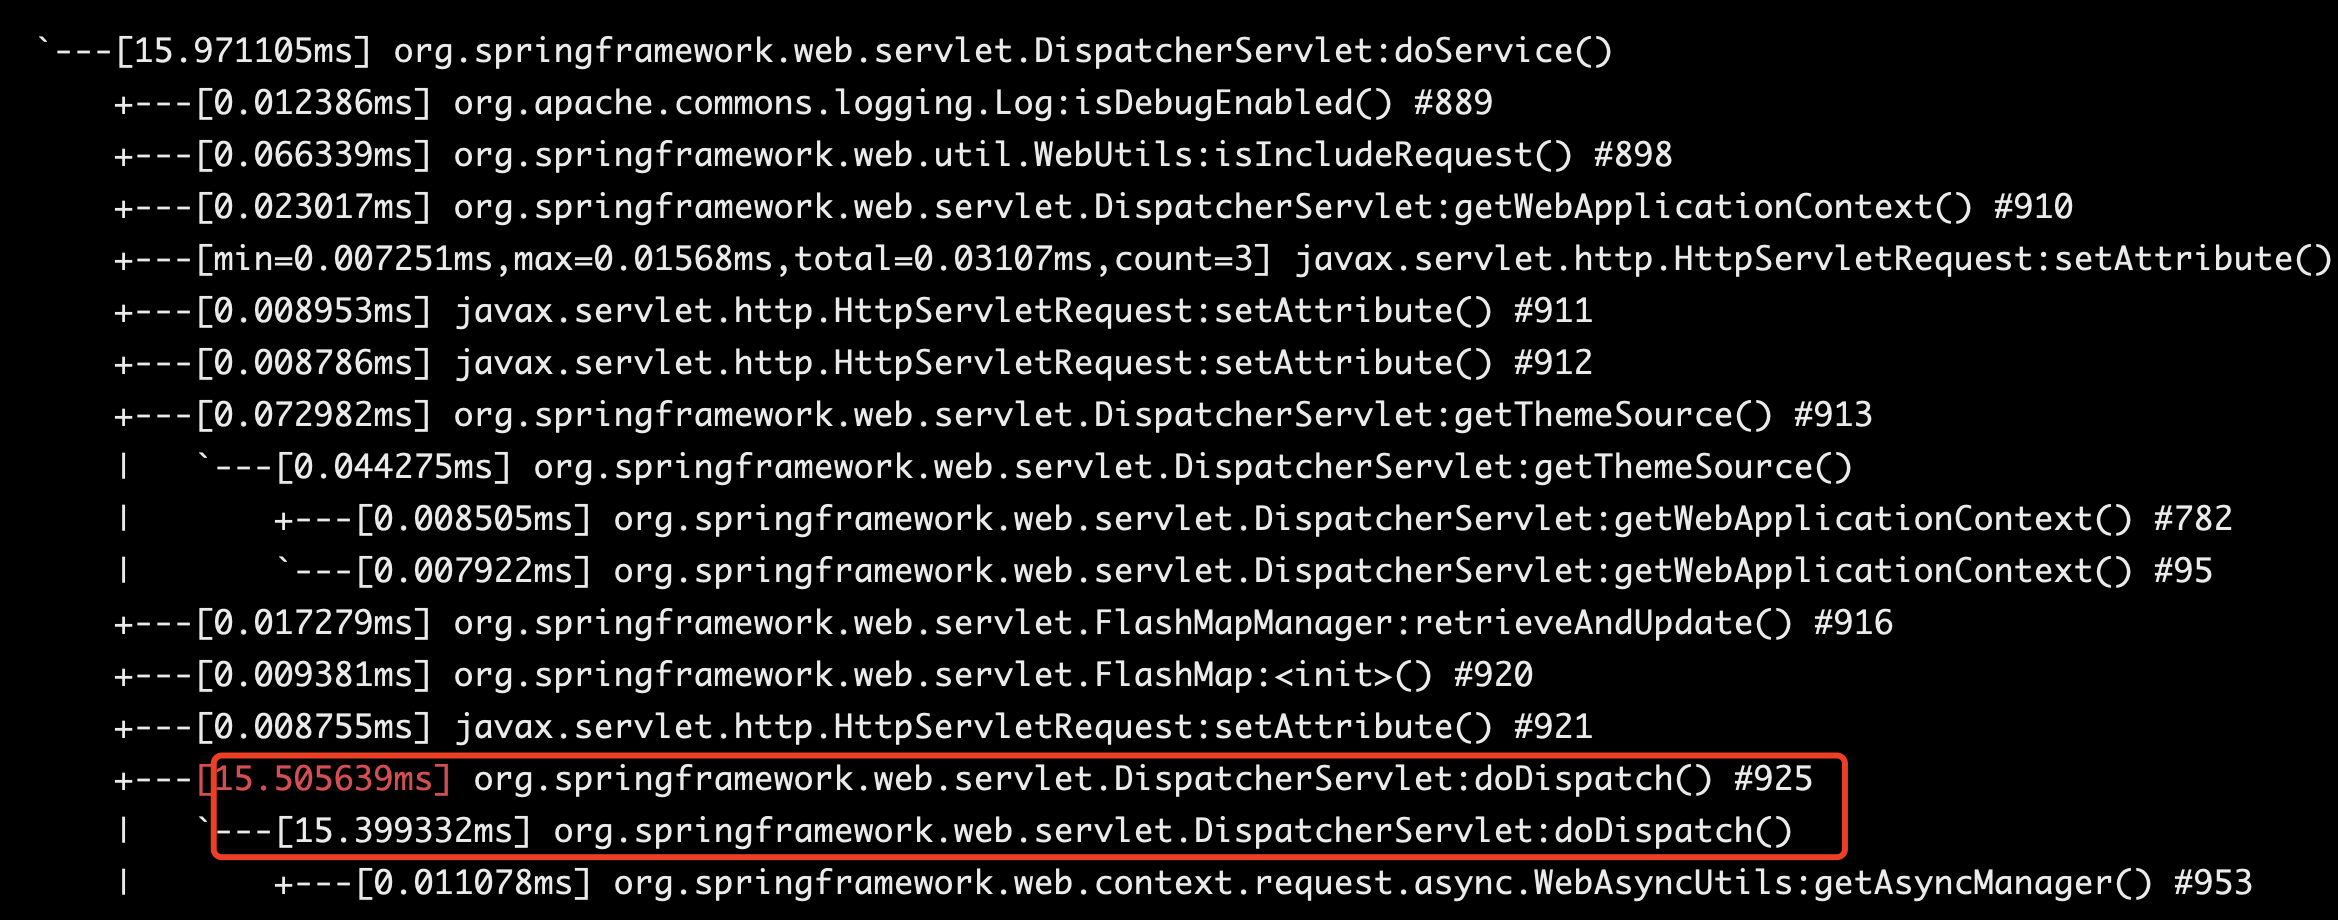 `---[15.971105ms] org.springframework.web.servlet.DispatcherServlet:doService()
+---[0.012386ms] org.apache.commons.logging.Log:isDebugEnabled() #889
+---[0.066339ms] org.springframework.web.util.WebUtils:isIncludeRequest() #898
+---[0.023017ms] org.springframework.web.servlet.DispatcherServlet:getWebApplicationContext() #910
+---[min=0.007251ms,max=0.01568ms,total=0.03107ms,count=3] javax.servlet.http.HttpServletRequest:setAttribute()
+---[0.008953ms] javax.servlet.http.HttpServletRequest:setAttribute() #911
+---[0.008786ms] javax.servlet.http.HttpServletRequest:setAttribute() #912
+---[0.072982ms] org.springframework.web.servlet.DispatcherServlet:getThemeSource() #913
|   `---[0.044275ms] org.springframework.web.servlet.DispatcherServlet:getThemeSource()
|       +---[0.008505ms] org.springframework.web.servlet.DispatcherServlet:getWebApplicationContext() #782
|       `---[0.007922ms] org.springframework.web.servlet.DispatcherServlet:getWebApplicationContext() #95
+---[0.017279ms] org.springframework.web.servlet.FlashMapManager:retrieveAndUpdate() #916
+---[0.009381ms] org.springframework.web.servlet.FlashMap:<init>() #920
+---[0.008755ms] javax.servlet.http.HttpServletRequest:setAttribute() #921
+---[15.505639ms] org.springframework.web.servlet.DispatcherServlet:doDispatch() #925
|   `---[15.399332ms] org.springframework.web.servlet.DispatcherServlet:doDispatch()
|       +---[0.011078ms] org.springframework.web.context.request.async.WebAsyncUtils:getAsyncManager() #953